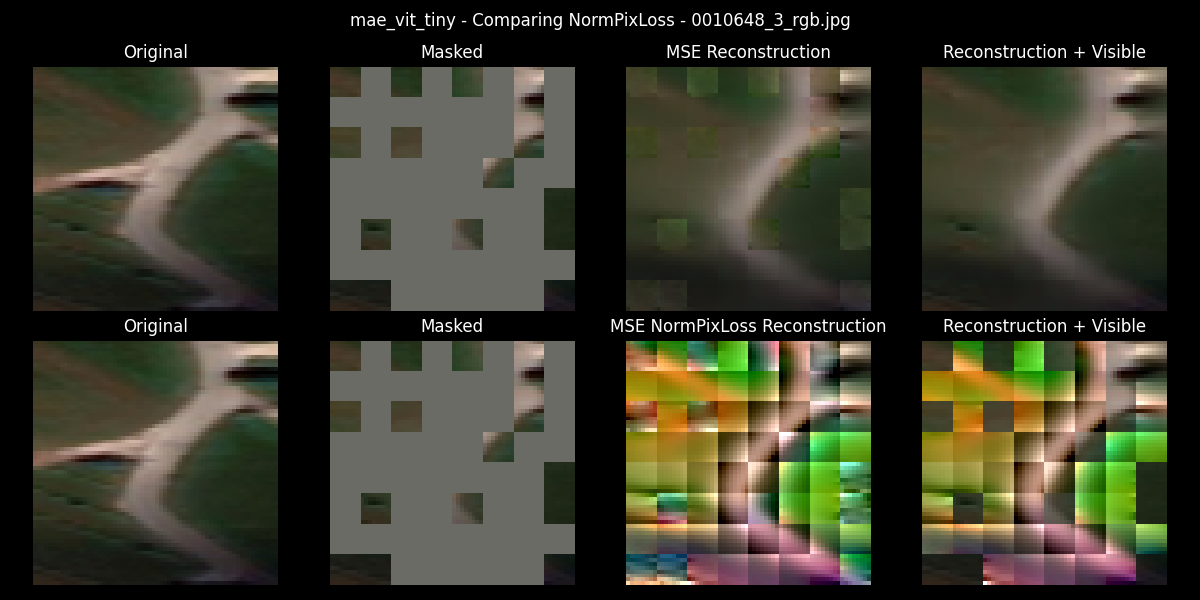 mae_vit_tiny - Comparing NormPixLoss - 0010648_3_rgb.jpg
Original Masked MSE Reconstruction Reconstruction + Visible
Original Masked MSE NormPixLoss Reconstruction Reconstruction + Visible